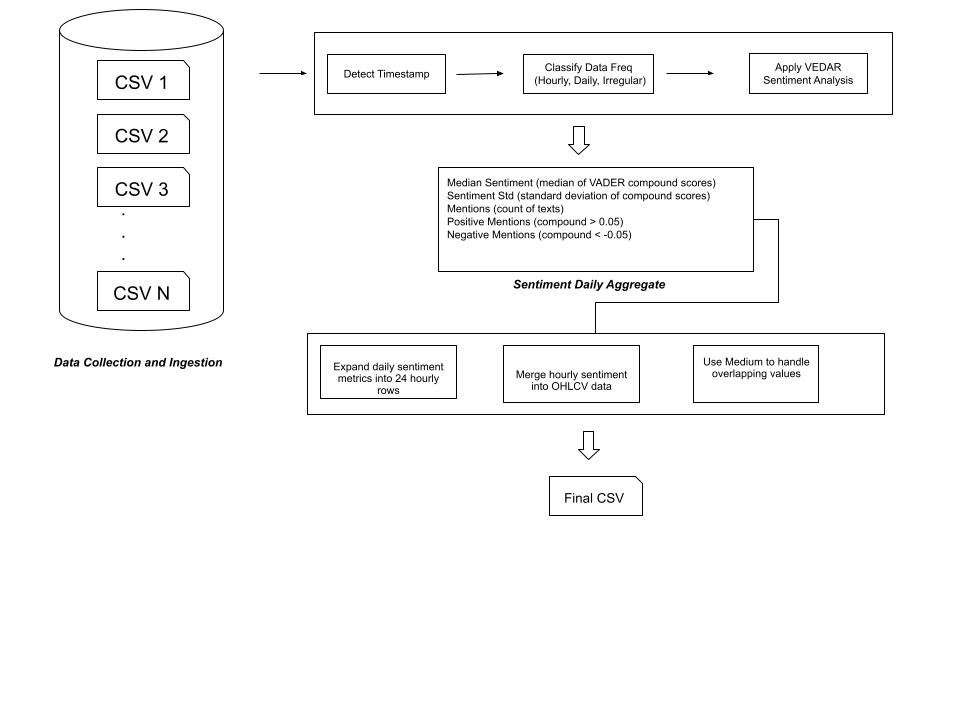 CSV 1
CSV 2
CSV 3
.
.
.
CSV N
Data Collection and Ingestion
Detect Timestamp
Classify Data Freq
(Hourly, Daily, Irregular)
Apply VEDAR
Sentiment Analysis
Median Sentiment (median of VADER compound scores)
Sentiment Std (standard deviation of compound scores)
Mentions (count of texts)
Positive Mentions (compound > 0.05)
Negative Mentions (compound < -0.05)
Sentiment Daily Aggregate
Expand daily sentiment
metrics into 24 hourly
rows
Merge hourly sentiment
into OHLCV data
Use Medium to handle
overlapping values
Final CSV